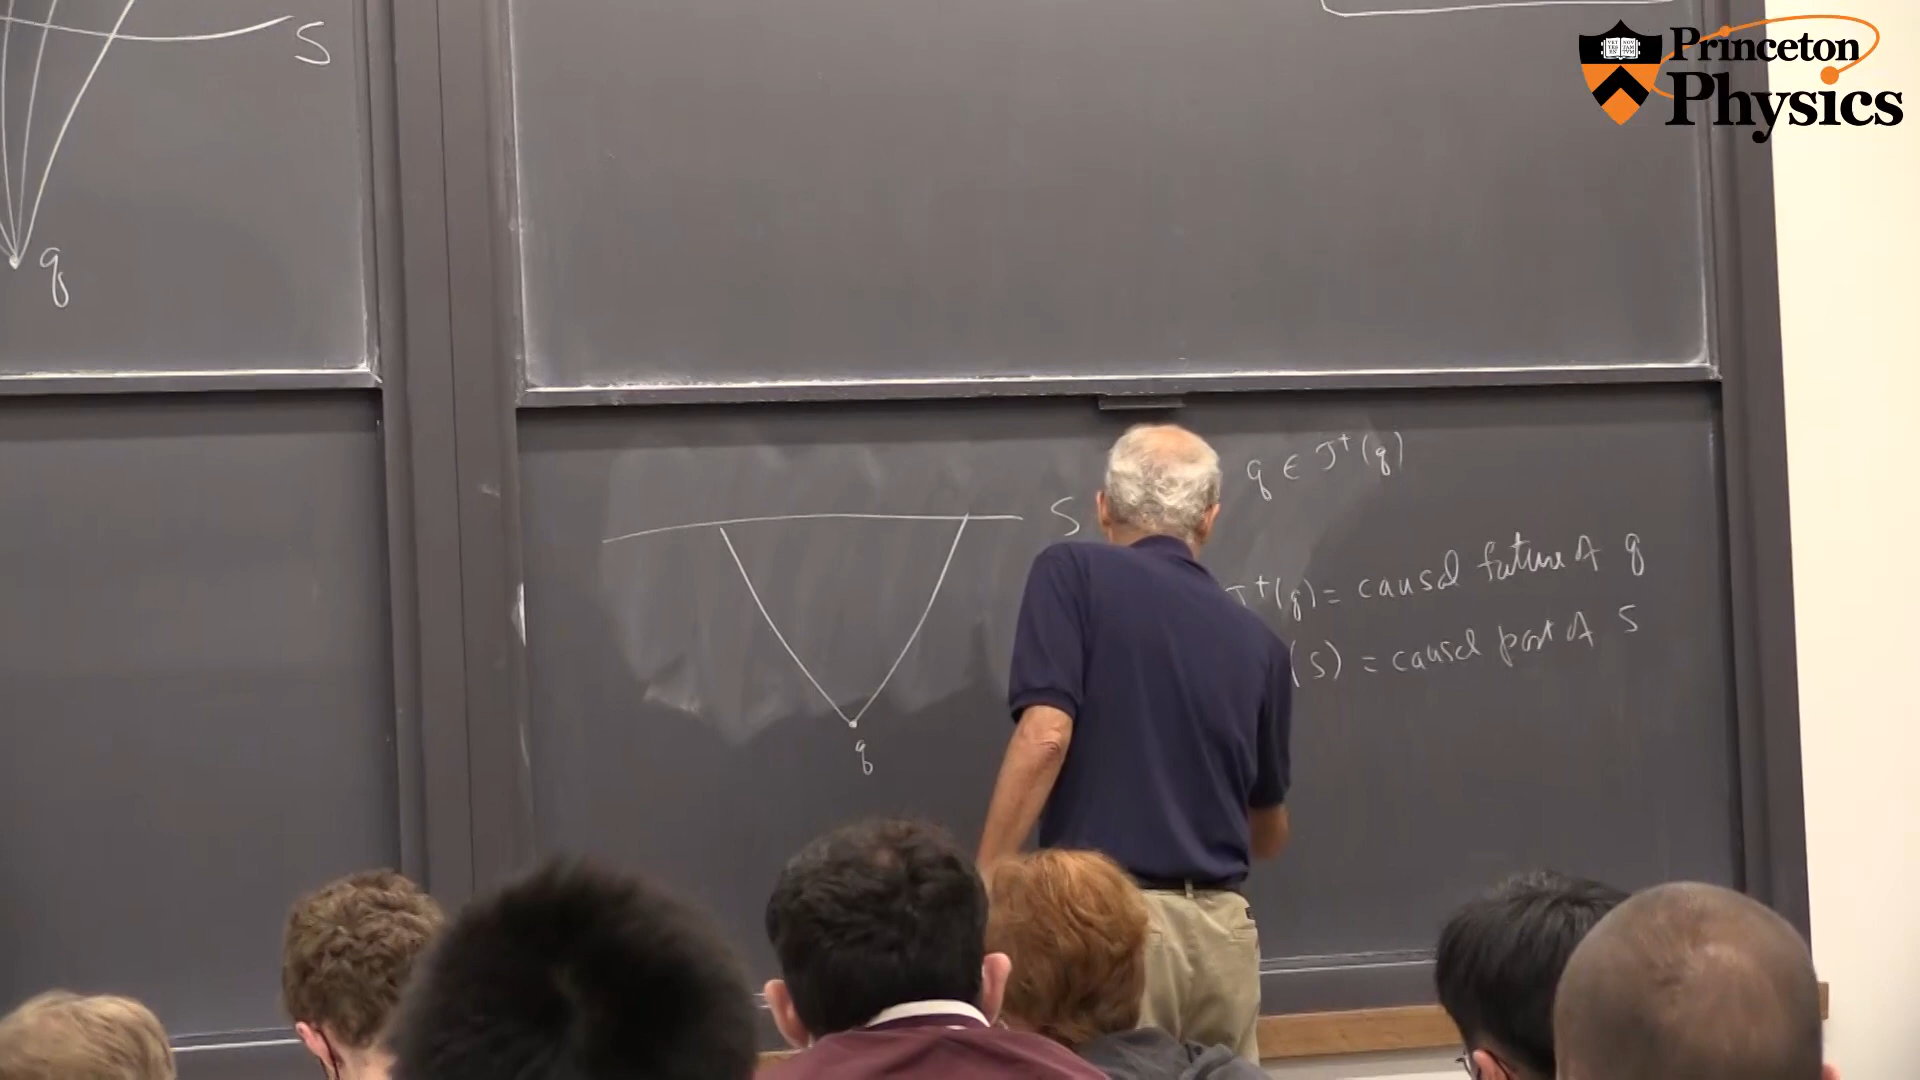 S
q
Princeton
Physics
q ∈ J⁺(q)
S
J⁺(q) = causal future of q
(S) = causal past of S
q